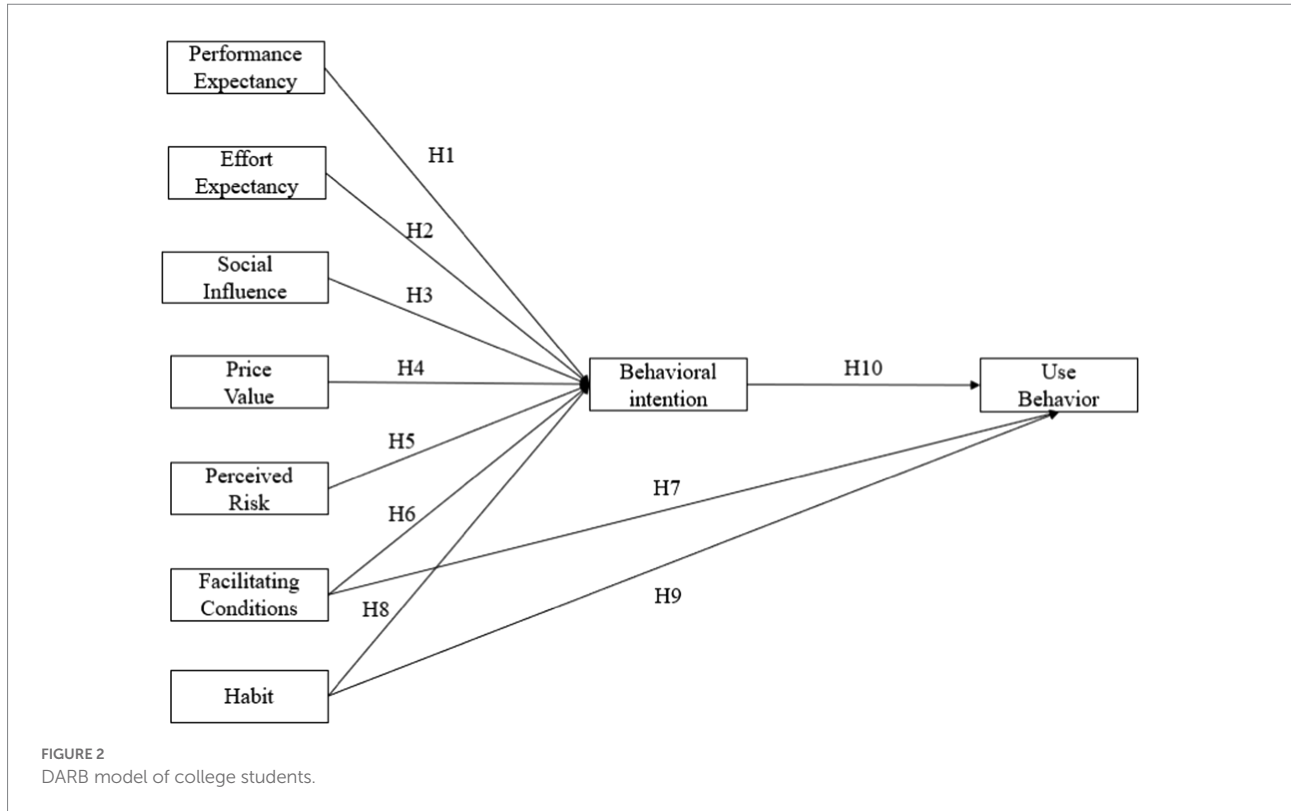 Performance
Expectancy
H1
Effort
Expectancy
H2
Social
Influence
H3
Price
Value
H4
Behavioral
intention
H10
Use
Behavior
H5
Perceived
Risk
H6
H7
Facilitating
Conditions
H8
H9
Habit
FIGURE 2
DARB model of college students.